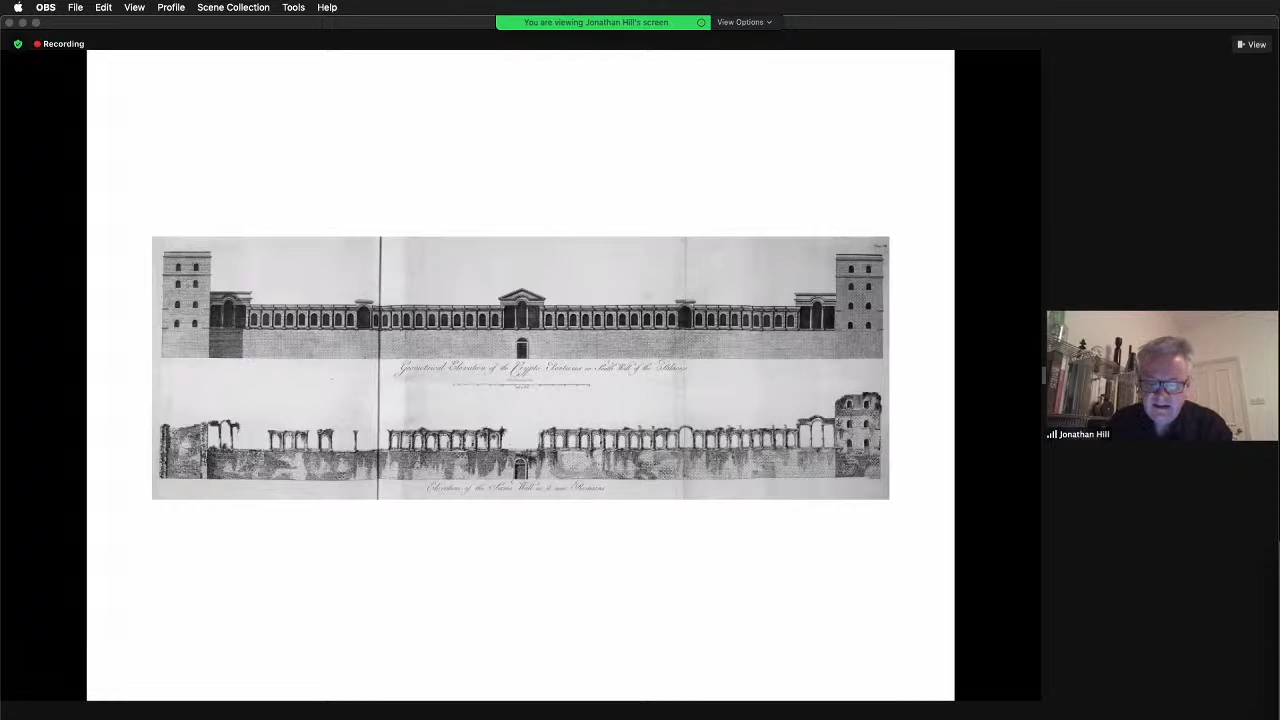 OBS File Edit View Profile Scene Collection Tools Help
You are viewing Jonathan Hill's screen
View Options
Recording
View
Geometrical Elevation of the Crypto Porticus or South Wall of the Palace
Elevation of the Same Wall as it now Remains
Jonathan Hill